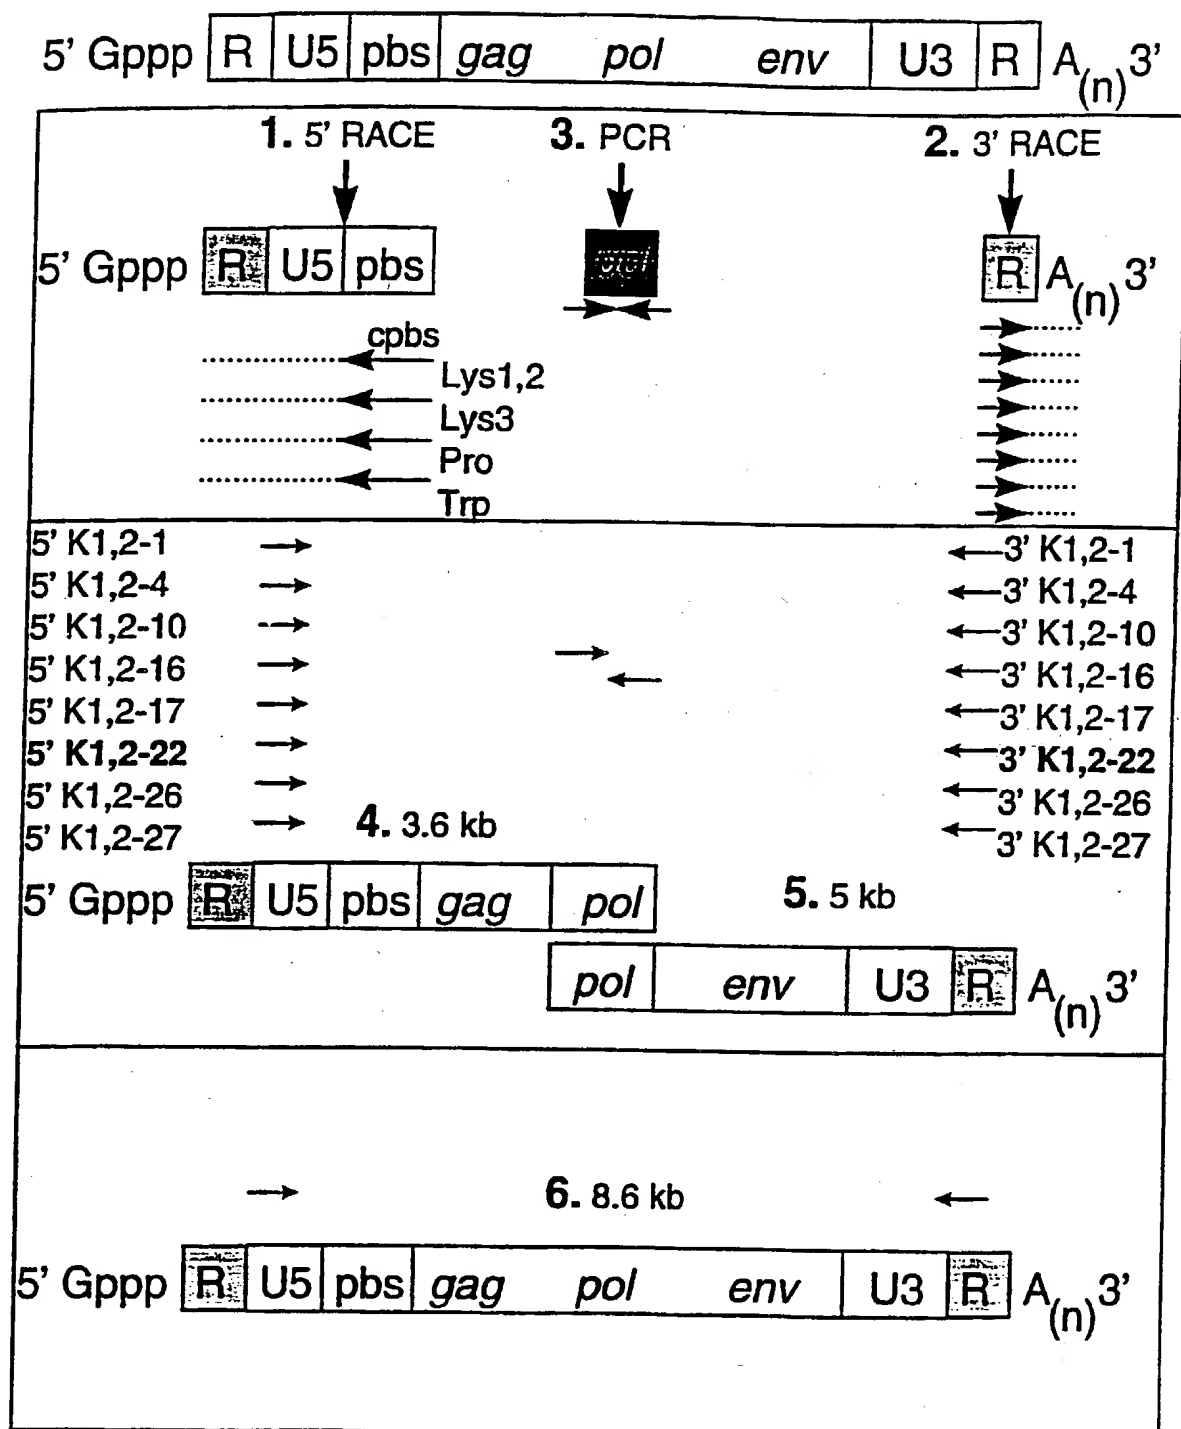 5' Gppp R U5 pbs gag pol env U3 R A(n)3'
1. 5' RACE 3. PCR 2. 3' RACE
5' Gppp R U5 pbs pol R A(n)3'
cpbs
Lys1,2
Lys3
Pro
Trp
5' K1,2-1 3' K1,2-1
5' K1,2-4 3' K1,2-4
5' K1,2-10 3' K1,2-10
5' K1,2-16 3' K1,2-16
5' K1,2-17 3' K1,2-17
5' K1,2-22 3' K1,2-22
5' K1,2-26 3' K1,2-26
5' K1,2-27 3' K1,2-27
4. 3.6 kb
5' Gppp R U5 pbs gag pol 5. 5 kb
pol env U3 R A(n)3'
6. 8.6 kb
5' Gppp R U5 pbs gag pol env U3 R A(n)3'